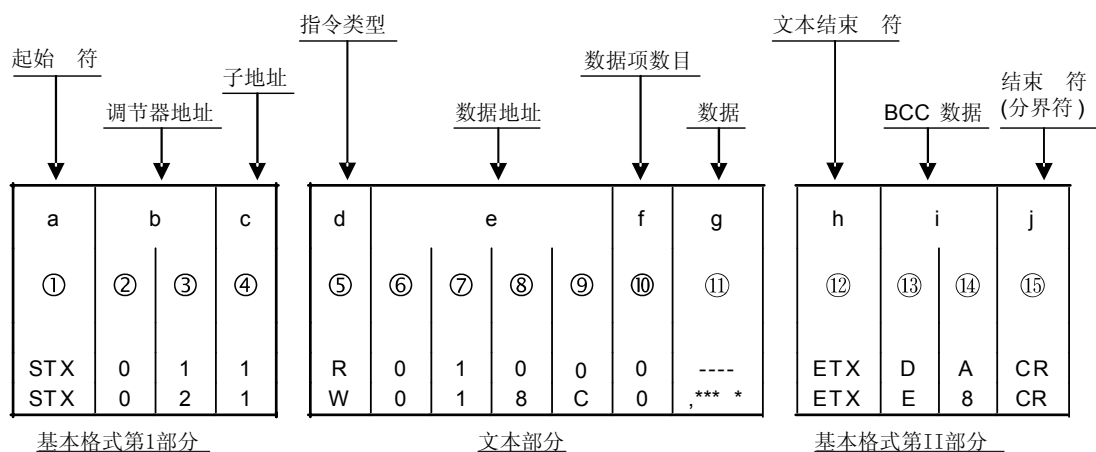 指令类型
文本结束 符
起始 符
子地址
数据项数目
结束 符
(分界符)
调节器地址
数据地址
数据
BCC 数据
a b c d e f g h i j
① ② ③ ④ ⑤ ⑥ ⑦ ⑧ ⑨ ⑩ ⑪ ⑫ ⑬ ⑭ ⑮
STX 0 1 1 R 0 1 0 0 0 ---- ETX D A CR
STX 0 2 1 W 0 1 8 C 0 ,*** * ETX E 8 CR
基本格式第1部分 文本部分 基本格式第II部分